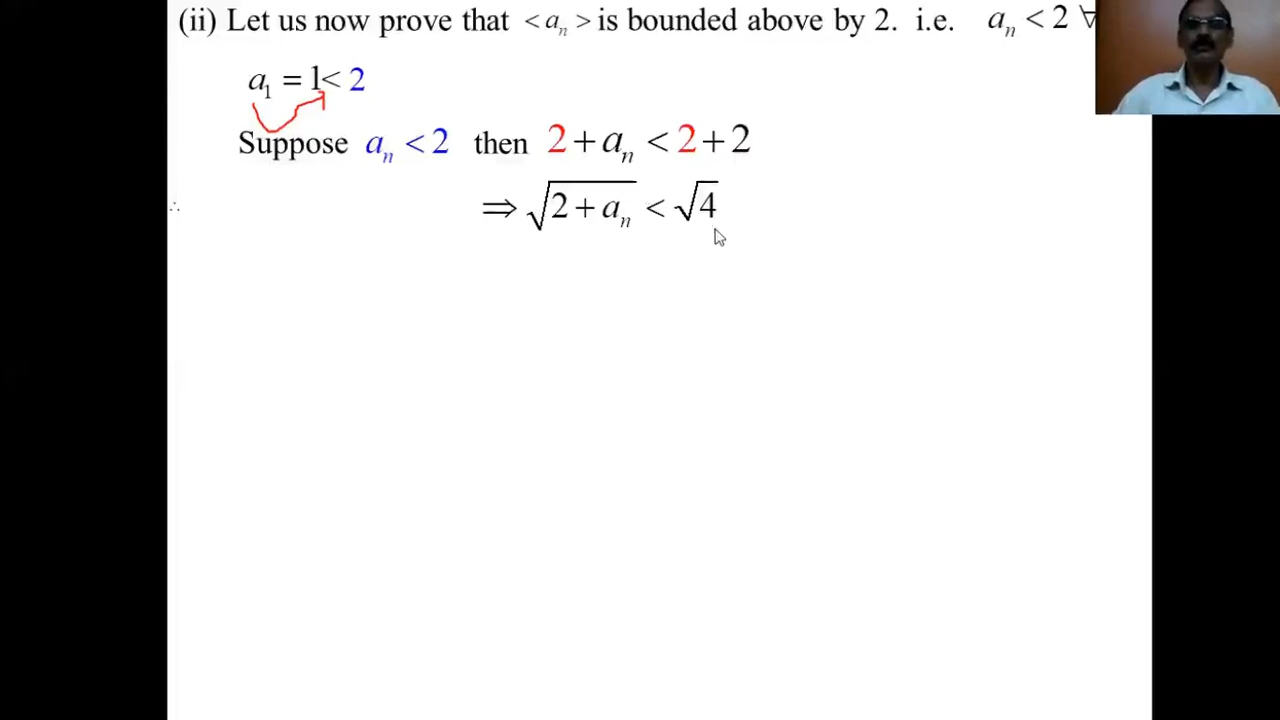 (ii) Let us now prove that < aₙ > is bounded above by 2. i.e. aₙ < 2 ∀
a₁ = 1 < 2
Suppose aₙ < 2 then 2 + aₙ < 2 + 2
∴ ⇒ √(2 + aₙ) < √4